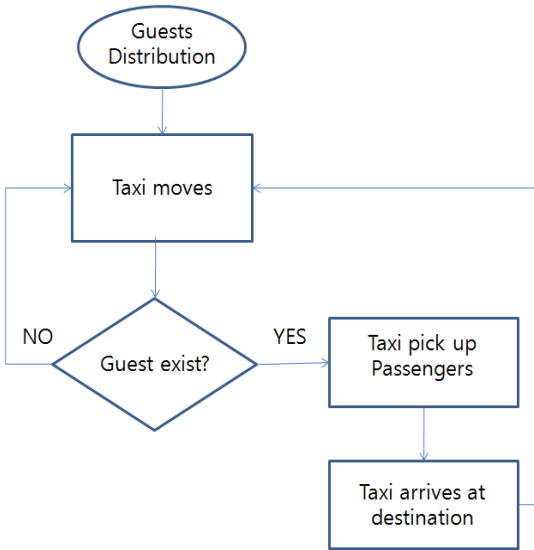 Guests
Distribution
Taxi moves
NO
Guest exist?
YES
Taxi pick up
Passengers
Taxi arrives at
destination